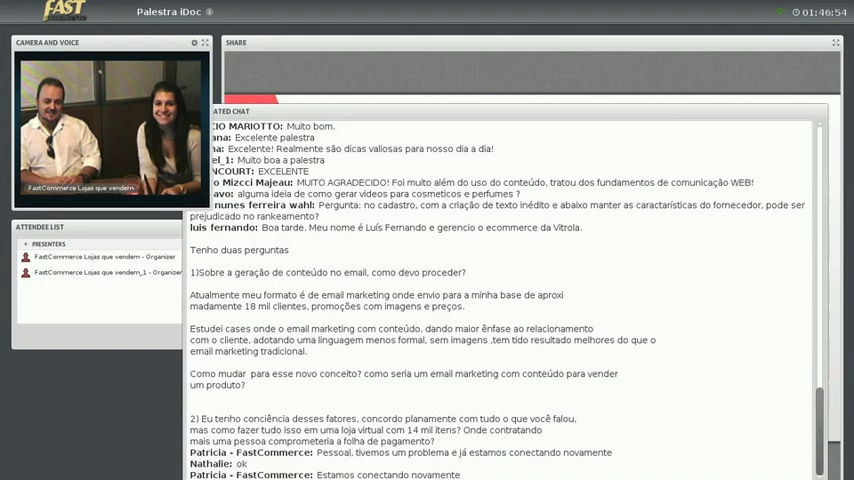 FAST
Palestra iDoc
01:46:54
CAMERA AND VOICE
SHARE
FastCommerce Lojas que vendem
ATTENDEE LIST
PRESENTERS
FastCommerce Lojas que vendem - Organizer
FastCommerce Lojas que vendem_1 - Organizer
ATED CHAT
CIO MARIOTTO: Muito bom.
ana: Excelente palestra
na: Excelente! Realmente são dicas valiosas para nosso dia a dia!
el_1: Muito boa a palestra
NCOURT: EXCELENTE
o Mizcci Majeau: MUITO AGRADECIDO! Foi muito além do uso do conteúdo, tratou dos fundamentos de comunicação WEB!
avo: alguma ideia de como gerar videos para cosmeticos e perfumes ?
nunes ferreira wahl: Pergunta: no cadastro, com a criação de texto inédito e abaixo manter as caractarísticas do fornecedor, pode ser
prejudicado no rankeamento?
luis fernando: Boa tarde. Meu nome é Luís Fernando e gerencio o ecommerce da Vitrola.
Tenho duas perguntas
1)Sobre a geração de conteúdo no email, como devo proceder?
Atualmente meu formato é de email marketing onde envio para a minha base de aproxi
madamente 18 mil clientes, promoções com imagens e preços.
Estudei cases onde o email marketing com conteúdo, dando maior ênfase ao relacionamento
com o cliente, adotando uma linguagem menos formal, sem imagens ,tem tido resultado melhores do que o
email marketing tradicional.
Como mudar para esse novo conceito? como seria um email marketing com conteúdo para vender
um produto?
2) Eu tenho conciência desses fatores, concordo planamente com tudo o que você falou,
mas como fazer tudo isso em uma loja virtual com 14 mil itens? Onde contratando
mais uma pessoa comprometeria a folha de pagamento?
Patricia - FastCommerce: Pessoal, tivemos um problema e já estamos conectando novamente
Nathalie: ok
Patricia - FastCommerce: Estamos conectando novamente